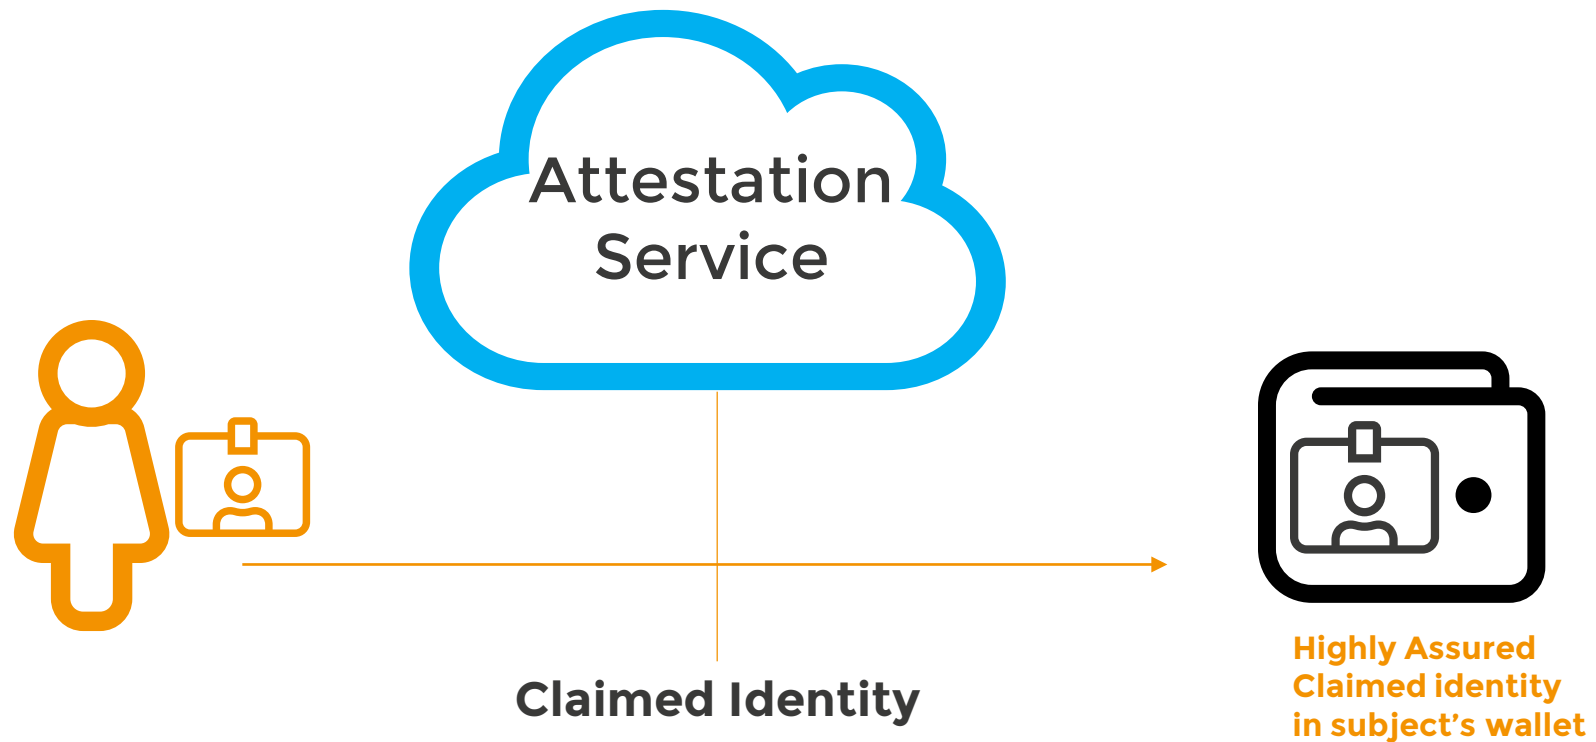 Attestation
Service
Claimed Identity
Highly Assured
Claimed identity
in subject’s wallet